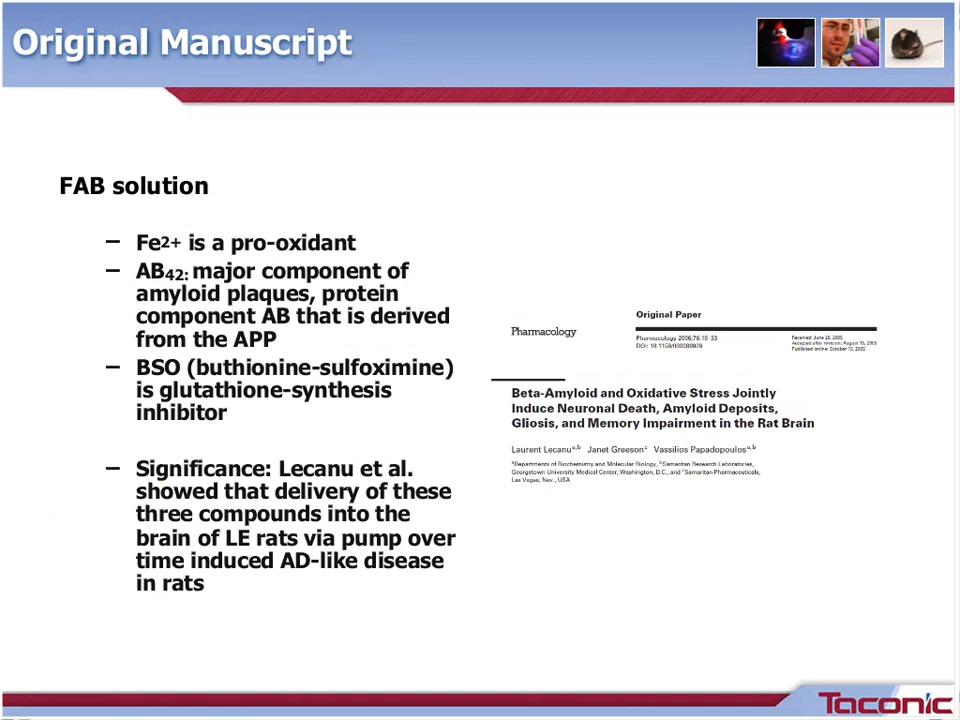 Original Manuscript
FAB solution
– Fe2+ is a pro-oxidant
– AB42: major component of
amyloid plaques, protein
component AB that is derived
from the APP
– BSO (buthionine-sulfoximine)
is glutathione-synthesis
inhibitor
– Significance: Lecanu et al.
showed that delivery of these
three compounds into the
brain of LE rats via pump over
time induced AD-like disease
in rats
Original Paper
Pharmacology
Pharmacology 2006;76:19–33
Received: June 28, 2005
Accepted after revision: August 15, 2005
Published online: October 13, 2005
Beta-Amyloid and Oxidative Stress Jointly
Induce Neuronal Death, Amyloid Deposits,
Gliosis, and Memory Impairment in the Rat Brain
Laurent Lecanu a,b Janet Greeson c Vassilios Papadopoulos a,b
a Departments of Biochemistry and Molecular Biology, b Samaritan Research Laboratories,
Georgetown University Medical Center, Washington, D.C., and c Samaritan Pharmaceuticals,
Las Vegas, Nev., USA
Taconic